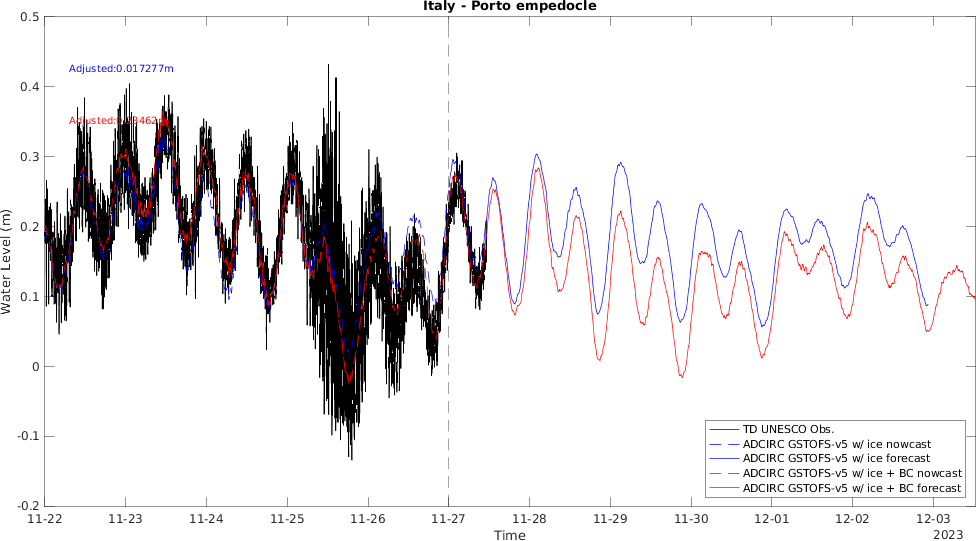 Italy - Porto empedocle
0.5
0.4
0.3
0.2
0.1
0
-0.1
-0.2
Water Level (m)
Adjusted:0.017277m
TD UNESCO Obs.
ADCIRC GSTOFS-v5 w/ ice nowcast
ADCIRC GSTOFS-v5 w/ ice forecast
ADCIRC GSTOFS-v5 w/ ice + BC nowcast
ADCIRC GSTOFS-v5 w/ ice + BC forecast
11-22 11-23 11-24 11-25 11-26 11-27 11-28 11-29 11-30 12-01 12-02 12-03
2023
Time